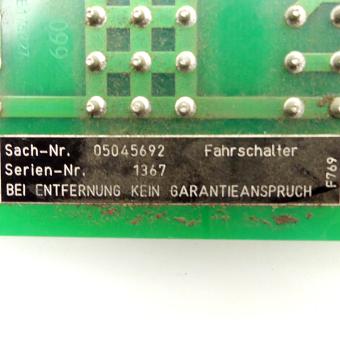 660
Sach-Nr. 05045692 Fahrschalter
Serien-Nr. 1367
BEI ENTFERNUNG KEIN GARANTIEANSPRUCH
F769